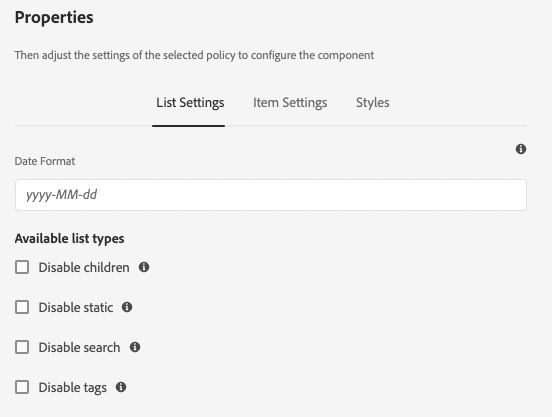 Properties
Then adjust the settings of the selected policy to configure the component
List Settings Item Settings Styles
Date Format
yyyy-MM-dd
Available list types
Disable children
Disable static
Disable search
Disable tags